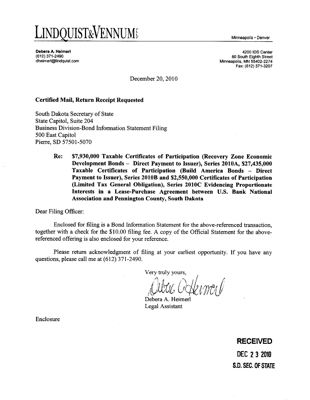 LINDQUIST&VENNUM
Minneapolis • Denver
Debera A. Heimerl
(612) 371-2490
dheimerl@lindquist.com
4200 IDS Center
80 South Eighth Street
Minneapolis, MN 55402-2274
Fax: (612) 371-3207
December 20, 2010
Certified Mail, Return Receipt Requested
South Dakota Secretary of State
State Capitol, Suite 204
Business Division-Bond Information Statement Filing
500 East Capitol
Pierre, SD 57501-5070
Re: $7,930,000 Taxable Certificates of Participation (Recovery Zone Economic
Development Bonds – Direct Payment to Issuer), Series 2010A, $27,435,000
Taxable Certificates of Participation (Build America Bonds – Direct
Payment to Issuer), Series 2010B and $2,550,000 Certificates of Participation
(Limited Tax General Obligation), Series 2010C Evidencing Proportionate
Interests in a Lease-Purchase Agreement between U.S. Bank National
Association and Pennington County, South Dakota
Dear Filing Officer:
Enclosed for filing is a Bond Information Statement for the above-referenced transaction,
together with a check for the $10.00 filing fee. A copy of the Official Statement for the above-
referenced offering is also enclosed for your reference.
Please return acknowledgment of filing at your earliest opportunity. If you have any
questions, please call me at (612) 371-2490.
Very truly yours,
Debera A. Heimerl
Debera A. Heimerl
Legal Assistant
Enclosure
RECEIVED
DEC 23 2010
S.D. SEC. OF STATE